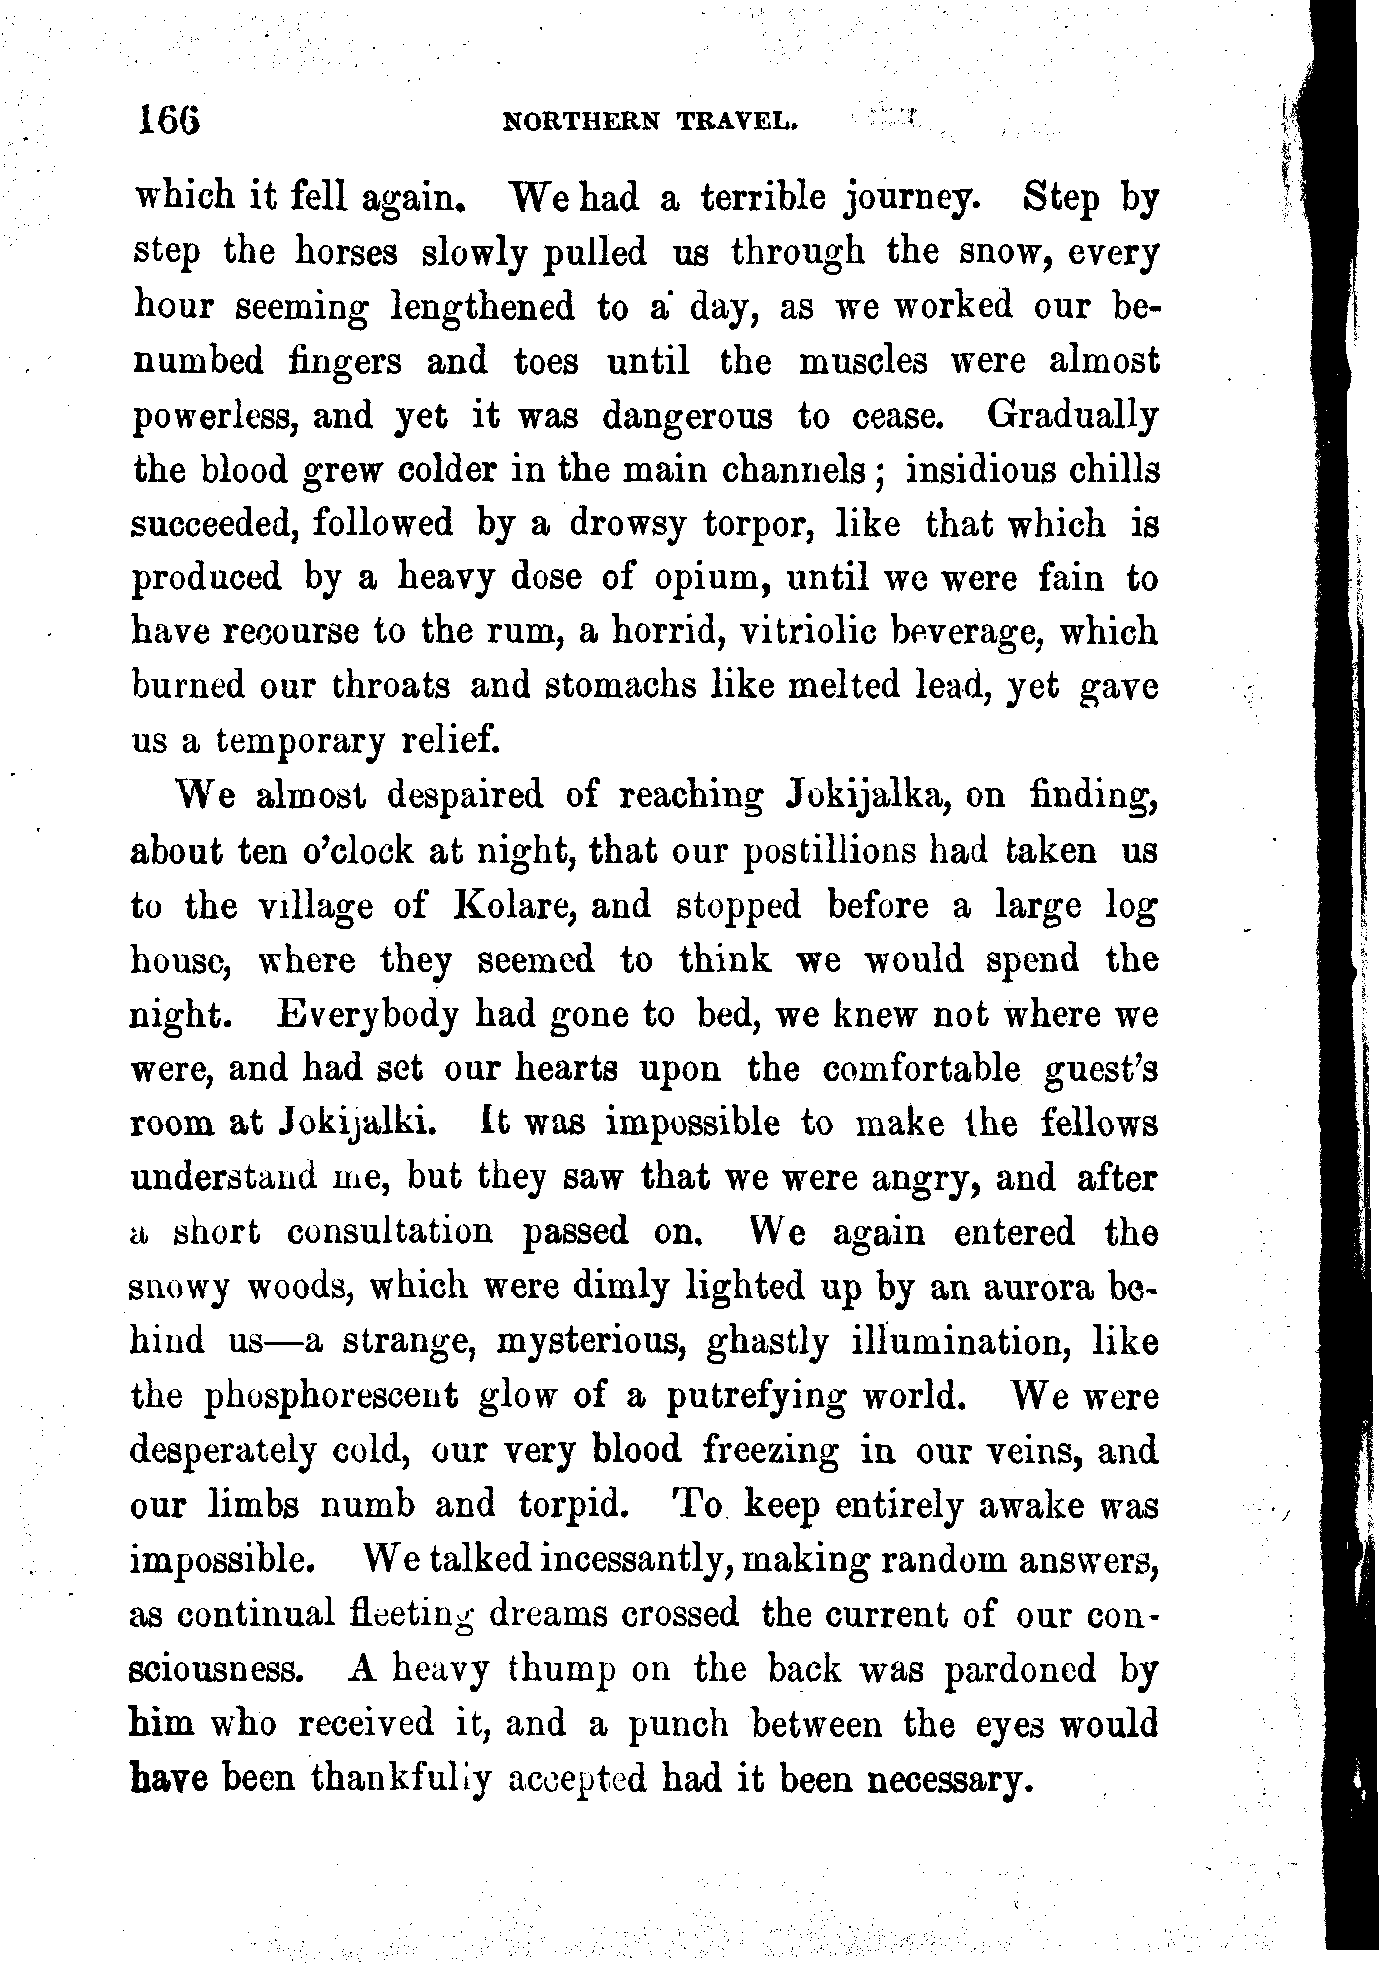 166 NORTHERN TRAVEL.
which it fell again. We had a terrible journey. Step by
step the horses slowly pulled us through the snow, every
hour seeming lengthened to a day, as we worked our be-
numbed fingers and toes until the muscles were almost
powerless, and yet it was dangerous to cease. Gradually
the blood grew colder in the main channels; insidious chills
succeeded, followed by a drowsy torpor, like that which is
produced by a heavy dose of opium, until we were fain to
have recourse to the rum, a horrid, vitriolic beverage, which
burned our throats and stomachs like melted lead, yet gave
us a temporary relief.
We almost despaired of reaching Jokijalka, on finding,
about ten o'clock at night, that our postillions had taken us
to the village of Kolare, and stopped before a large log
house, where they seemed to think we would spend the
night. Everybody had gone to bed, we knew not where we
were, and had set our hearts upon the comfortable guest's
room at Jokijalki. It was impossible to make the fellows
understand me, but they saw that we were angry, and after
a short consultation passed on. We again entered the
snowy woods, which were dimly lighted up by an aurora be-
hind us—a strange, mysterious, ghastly illumination, like
the phosphorescent glow of a putrefying world. We were
desperately cold, our very blood freezing in our veins, and
our limbs numb and torpid. To keep entirely awake was
impossible. We talked incessantly, making random answers,
as continual fleeting dreams crossed the current of our con-
sciousness. A heavy thump on the back was pardoned by
him who received it, and a punch between the eyes would
have been thankfully accepted had it been necessary.